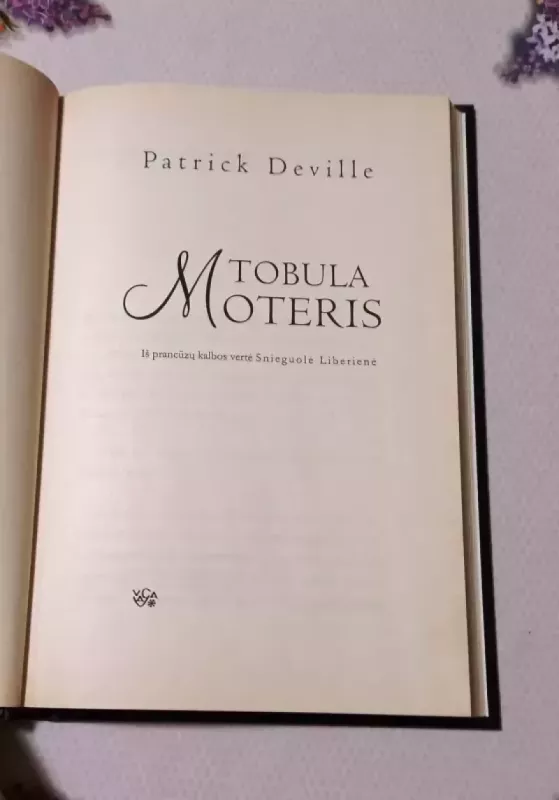 Patrick Deville
TOBULA
MOTERIS
Iš prancūzų kalbos vertė Snieguolė Liberienė